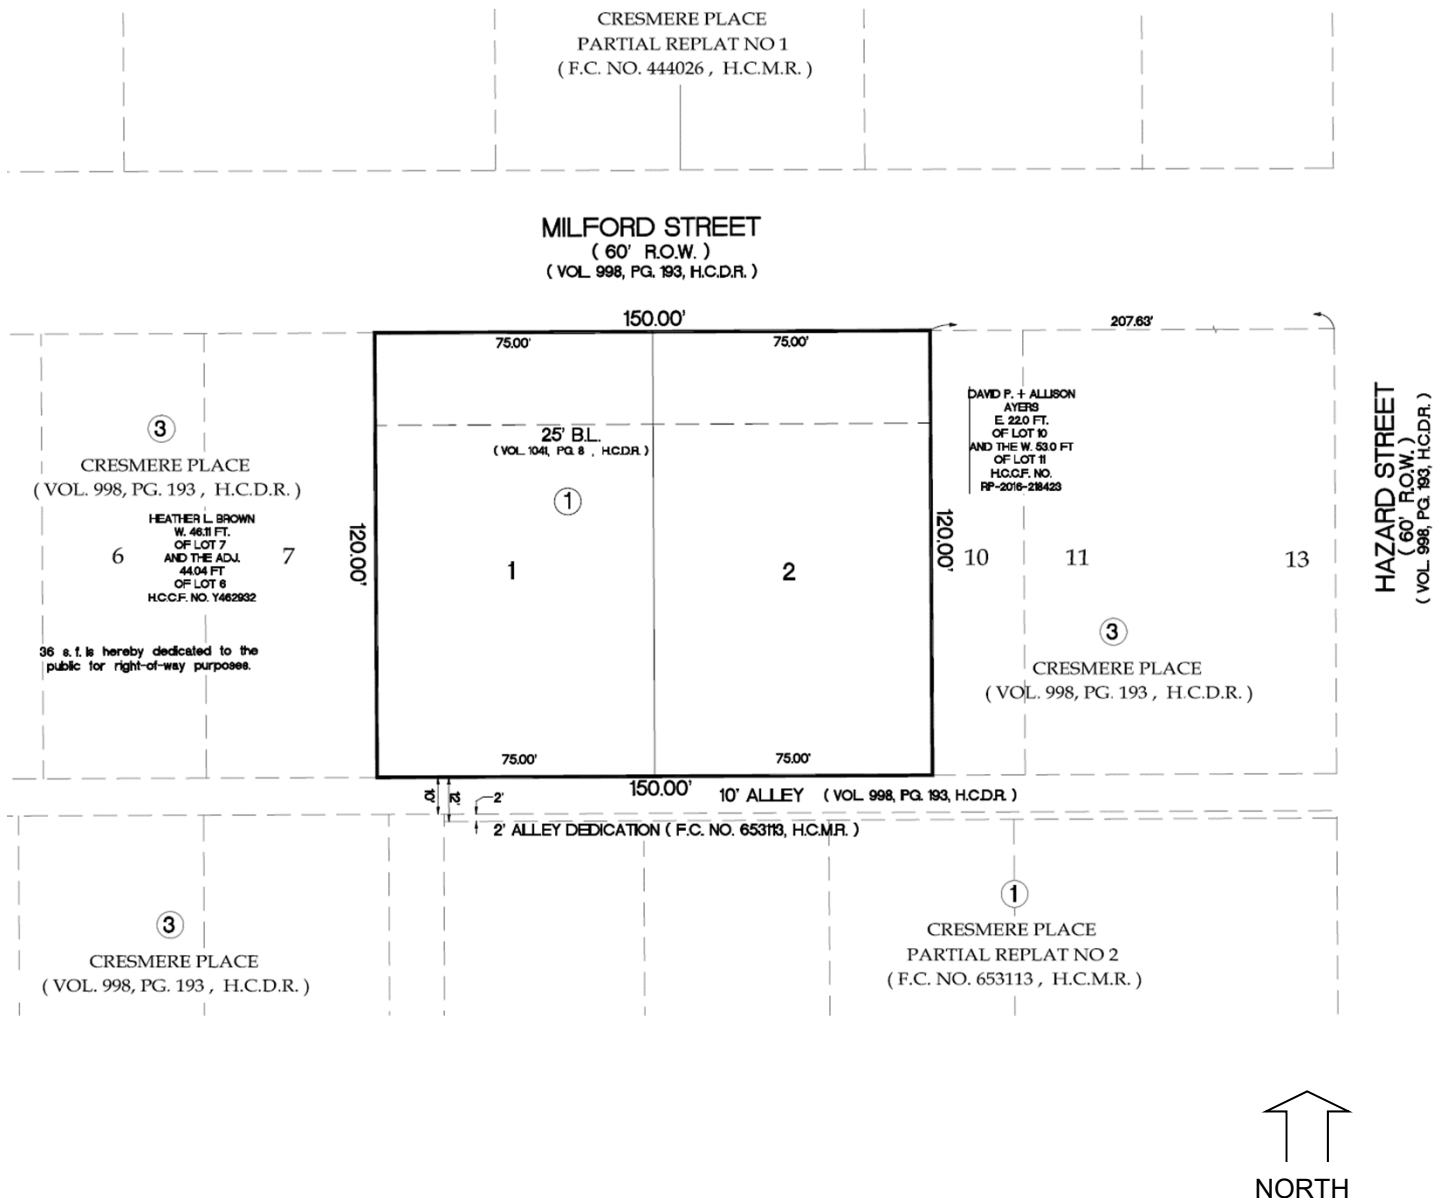 CRESMERE PLACE
PARTIAL REPLAT NO 1
( F.C. NO. 444026 , H.C.M.R. )
MILFORD STREET
( 60' R.O.W. )
( VOL. 998, PG. 193, H.C.D.R. )
150.00'
75.00'
75.00'
207.63'
25' B.L.
( VOL. 1041, PG. 8 , H.C.D.R. )
1
1
2
120.00'
120.00'
3
CRESMERE PLACE
( VOL. 998, PG. 193 , H.C.D.R. )
HEATHER L. BROWN
W. 46.11 FT.
OF LOT 7
AND THE ADJ.
44.04 FT
OF LOT 6
H.C.C.F. NO. Y462932
6
7
36 s. f. is hereby dedicated to the
public for right-of-way purposes.
DAVID P. + ALLISON
AYERS
E. 22.0 FT.
OF LOT 10
AND THE W. 53.0 FT
OF LOT 11
H.C.C.F. NO.
RP-2016-218423
10
11
13
3
CRESMERE PLACE
( VOL. 998, PG. 193 , H.C.D.R. )
HAZARD STREET
( 60' R.O.W. )
( VOL. 998, PG. 193, H.C.D.R. )
75.00'
75.00'
150.00'
10' ALLEY ( VOL. 998, PG. 193, H.C.D.R. )
10'
12'
2'
2' ALLEY DEDICATION ( F.C. NO. 653113, H.C.M.R. )
3
CRESMERE PLACE
( VOL. 998, PG. 193 , H.C.D.R. )
1
CRESMERE PLACE
PARTIAL REPLAT NO 2
( F.C. NO. 653113 , H.C.M.R. )
NORTH